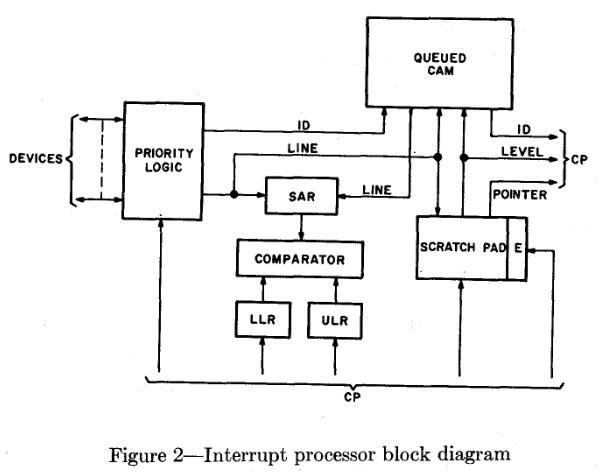 QUEUED
CAM
ID
ID
PRIORITY
LOGIC
DEVICES
LINE
LEVEL
CP
SAR
LINE
POINTER
COMPARATOR
SCRATCH PAD E
LLR
ULR
CP
Figure 2—Interrupt processor block diagram